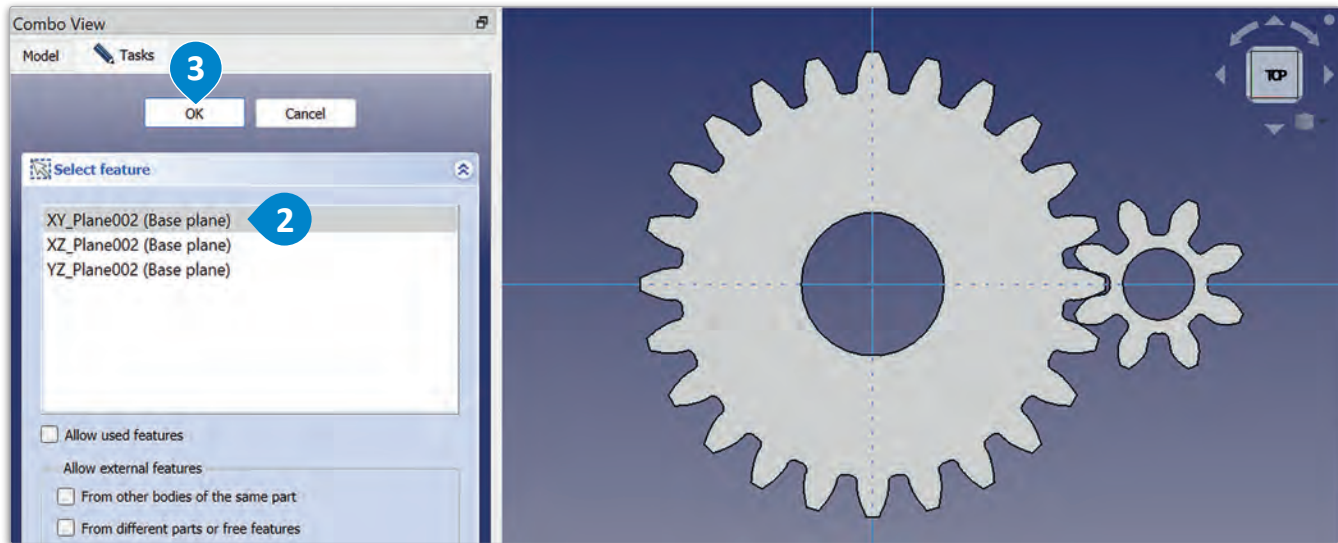 Combo View
Model Tasks
3
OK Cancel
Select feature
XY_Plane002 (Base plane)
2
XZ_Plane002 (Base plane)
YZ_Plane002 (Base plane)
Allow used features
Allow external features
From other bodies of the same part
From different parts or free features
TOP